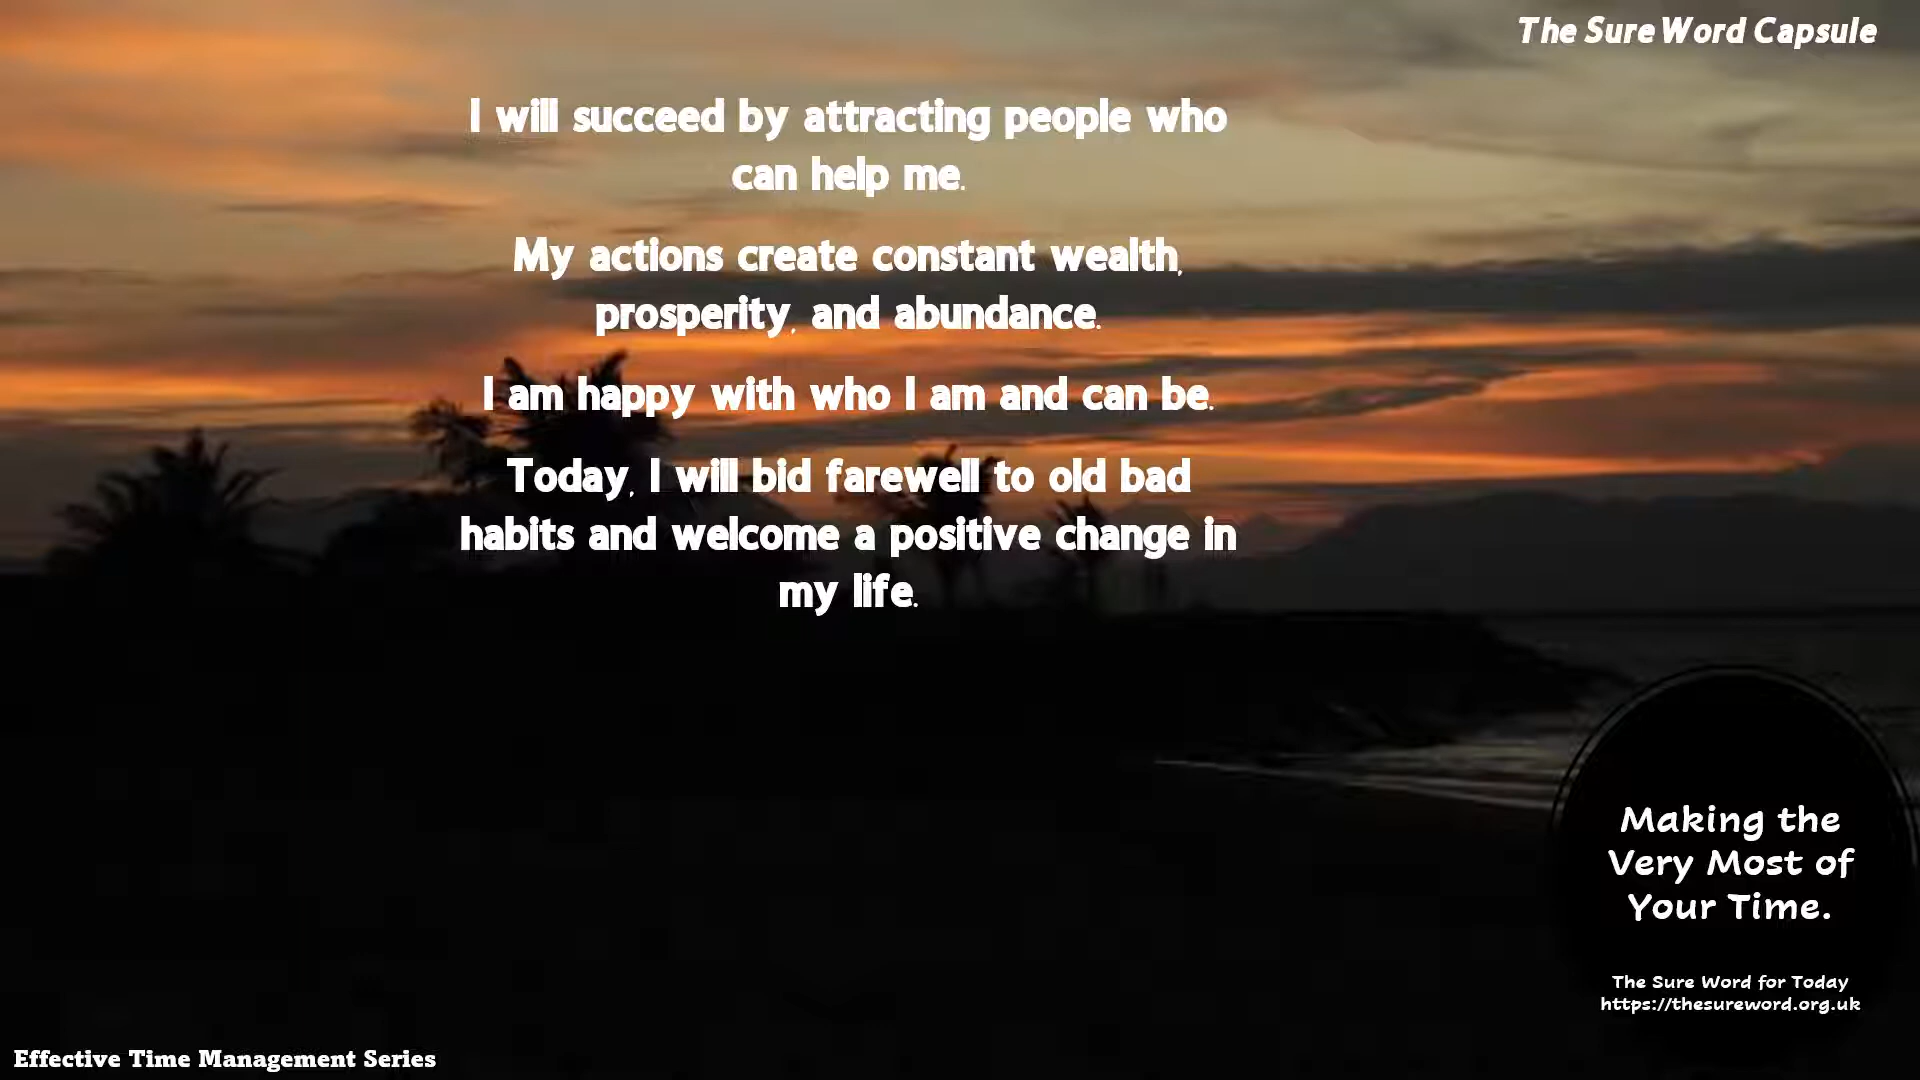 The Sure Word Capsule
I will succeed by attracting people who
can help me.
My actions create constant wealth,
prosperity, and abundance.
I am happy with who I am and can be.
Today, I will bid farewell to old bad
habits and welcome a positive change in
my life.
Making the
Very Most of
Your Time.
The Sure Word for Today
https://thesureword.org.uk
Effective Time Management Series